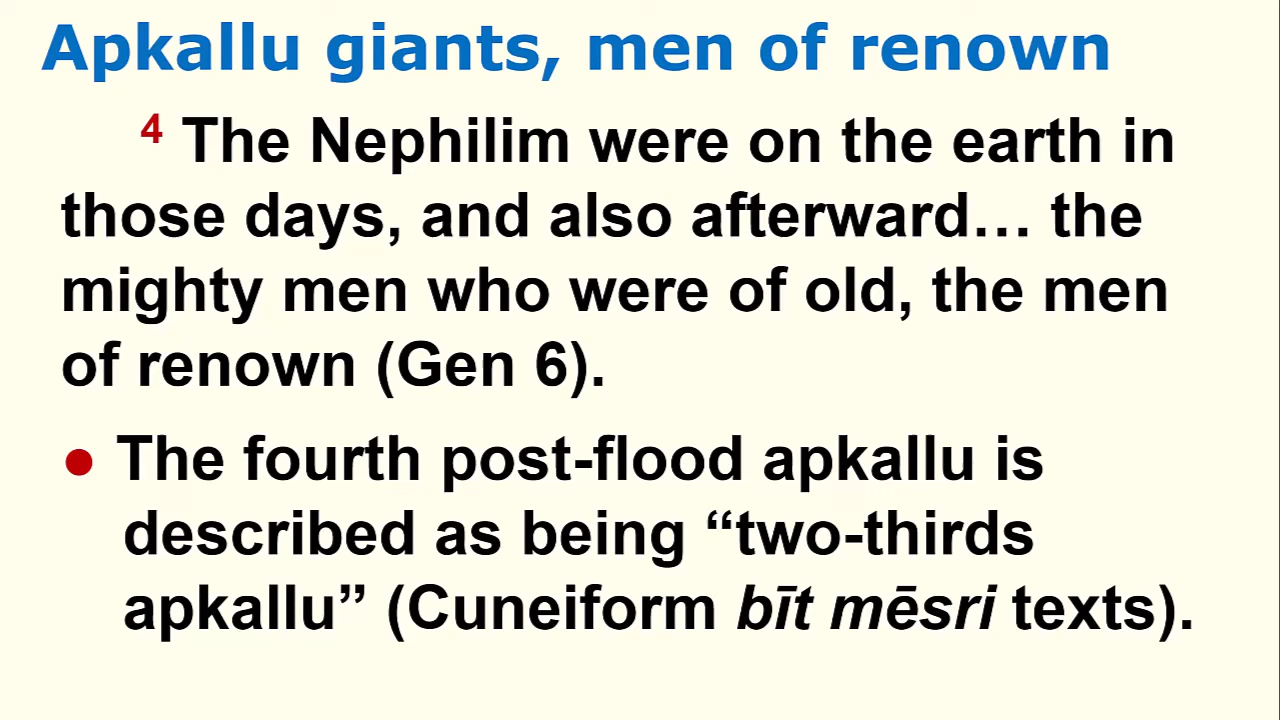 Apkallu giants, men of renown
4 The Nephilim were on the earth in
those days, and also afterward… the
mighty men who were of old, the men
of renown (Gen 6).
● The fourth post-flood apkallu is
described as being “two-thirds
apkallu” (Cuneiform bīt mēsri texts).